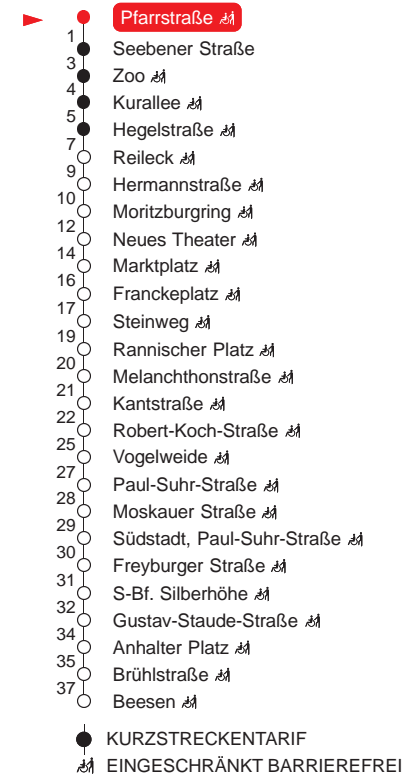 Pfarrstraße
1
Seebener Straße
3
Zoo
4
Kurallee
5
Hegelstraße
7
Reileck
9
Hermannstraße
10
Moritzburgring
12
Neues Theater
14
Marktplatz
16
Franckeplatz
17
Steinweg
19
Rannischer Platz
20
Melanchthonstraße
21
Kantstraße
22
Robert-Koch-Straße
25
Vogelweide
27
Paul-Suhr-Straße
28
Moskauer Straße
29
Südstadt, Paul-Suhr-Straße
30
Freyburger Straße
31
S-Bf. Silberhöhe
32
Gustav-Staude-Straße
34
Anhalter Platz
35
Brühlstraße
37
Beesen
KURZSTRECKENTARIF
EINGESCHRÄNKT BARRIEREFREI